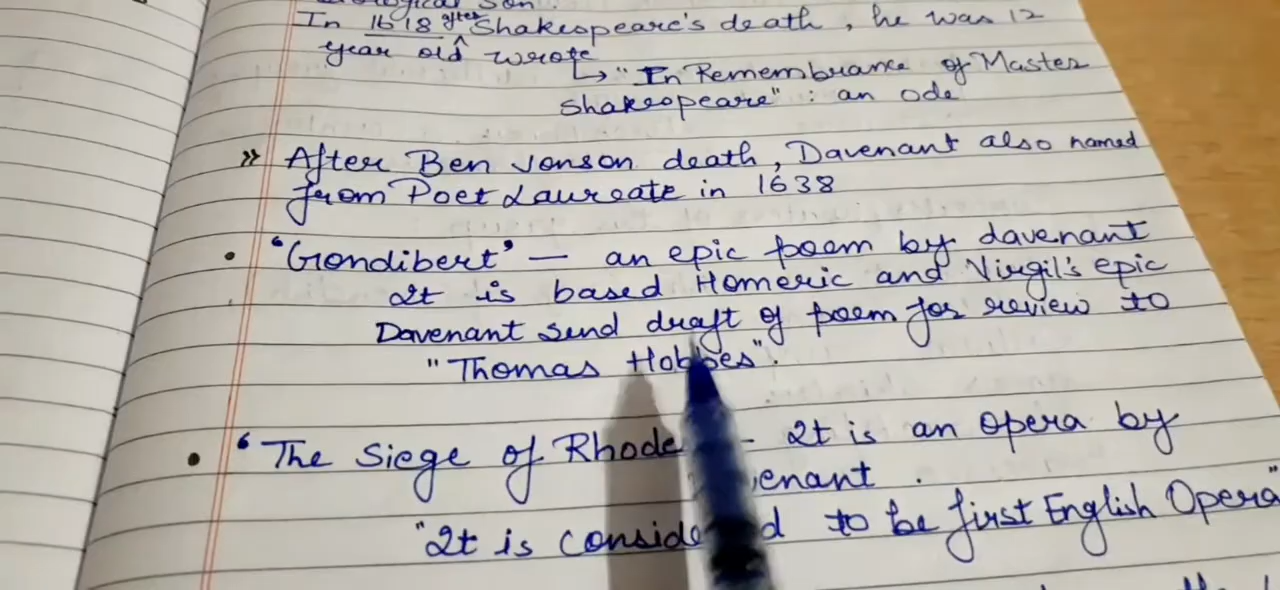 son.
In 1618 after Shakespeare's death, he was 12
year old wrote
→ "In Remembrance of Master
Shakespeare" : an ode
» After Ben Jonson death, Davenant also named
from Poet Laureate in 1638
• 'Gondibert' — an epic poem by davenant
It is based Homeric and Virgil's epic
Davenant send draft of poem for review to
"Thomas Hobbes".
• 'The Siege of Rhode - It is an opera by
enant.
"It is conside d to be first English Opera"